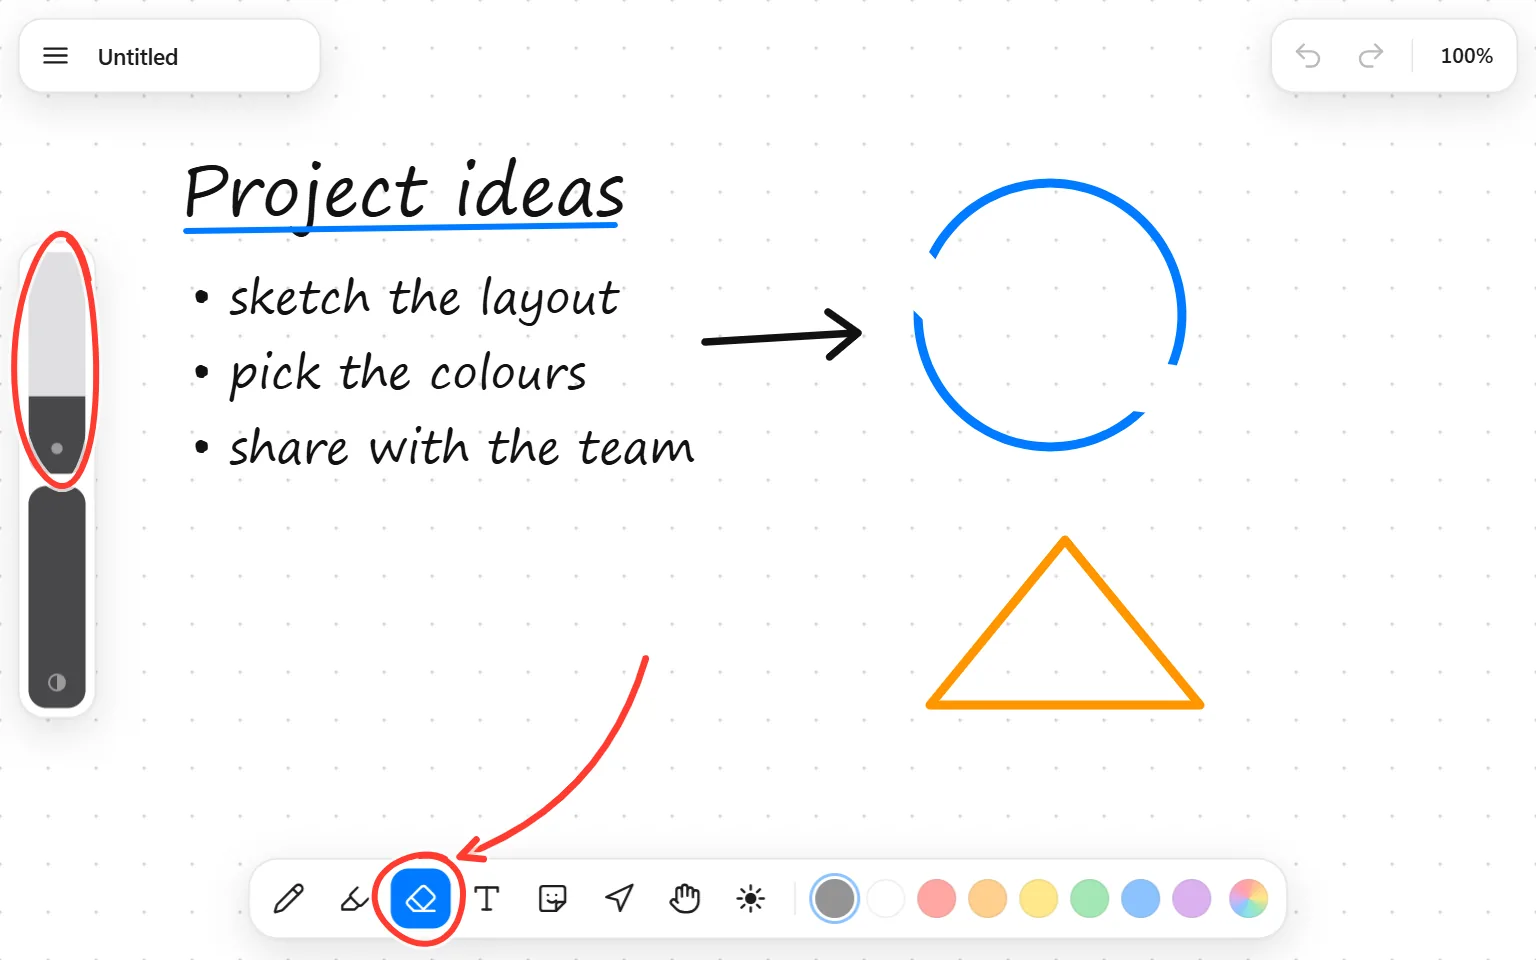 Untitled
100%
Project ideas
• sketch the layout
• pick the colours
• share with the team